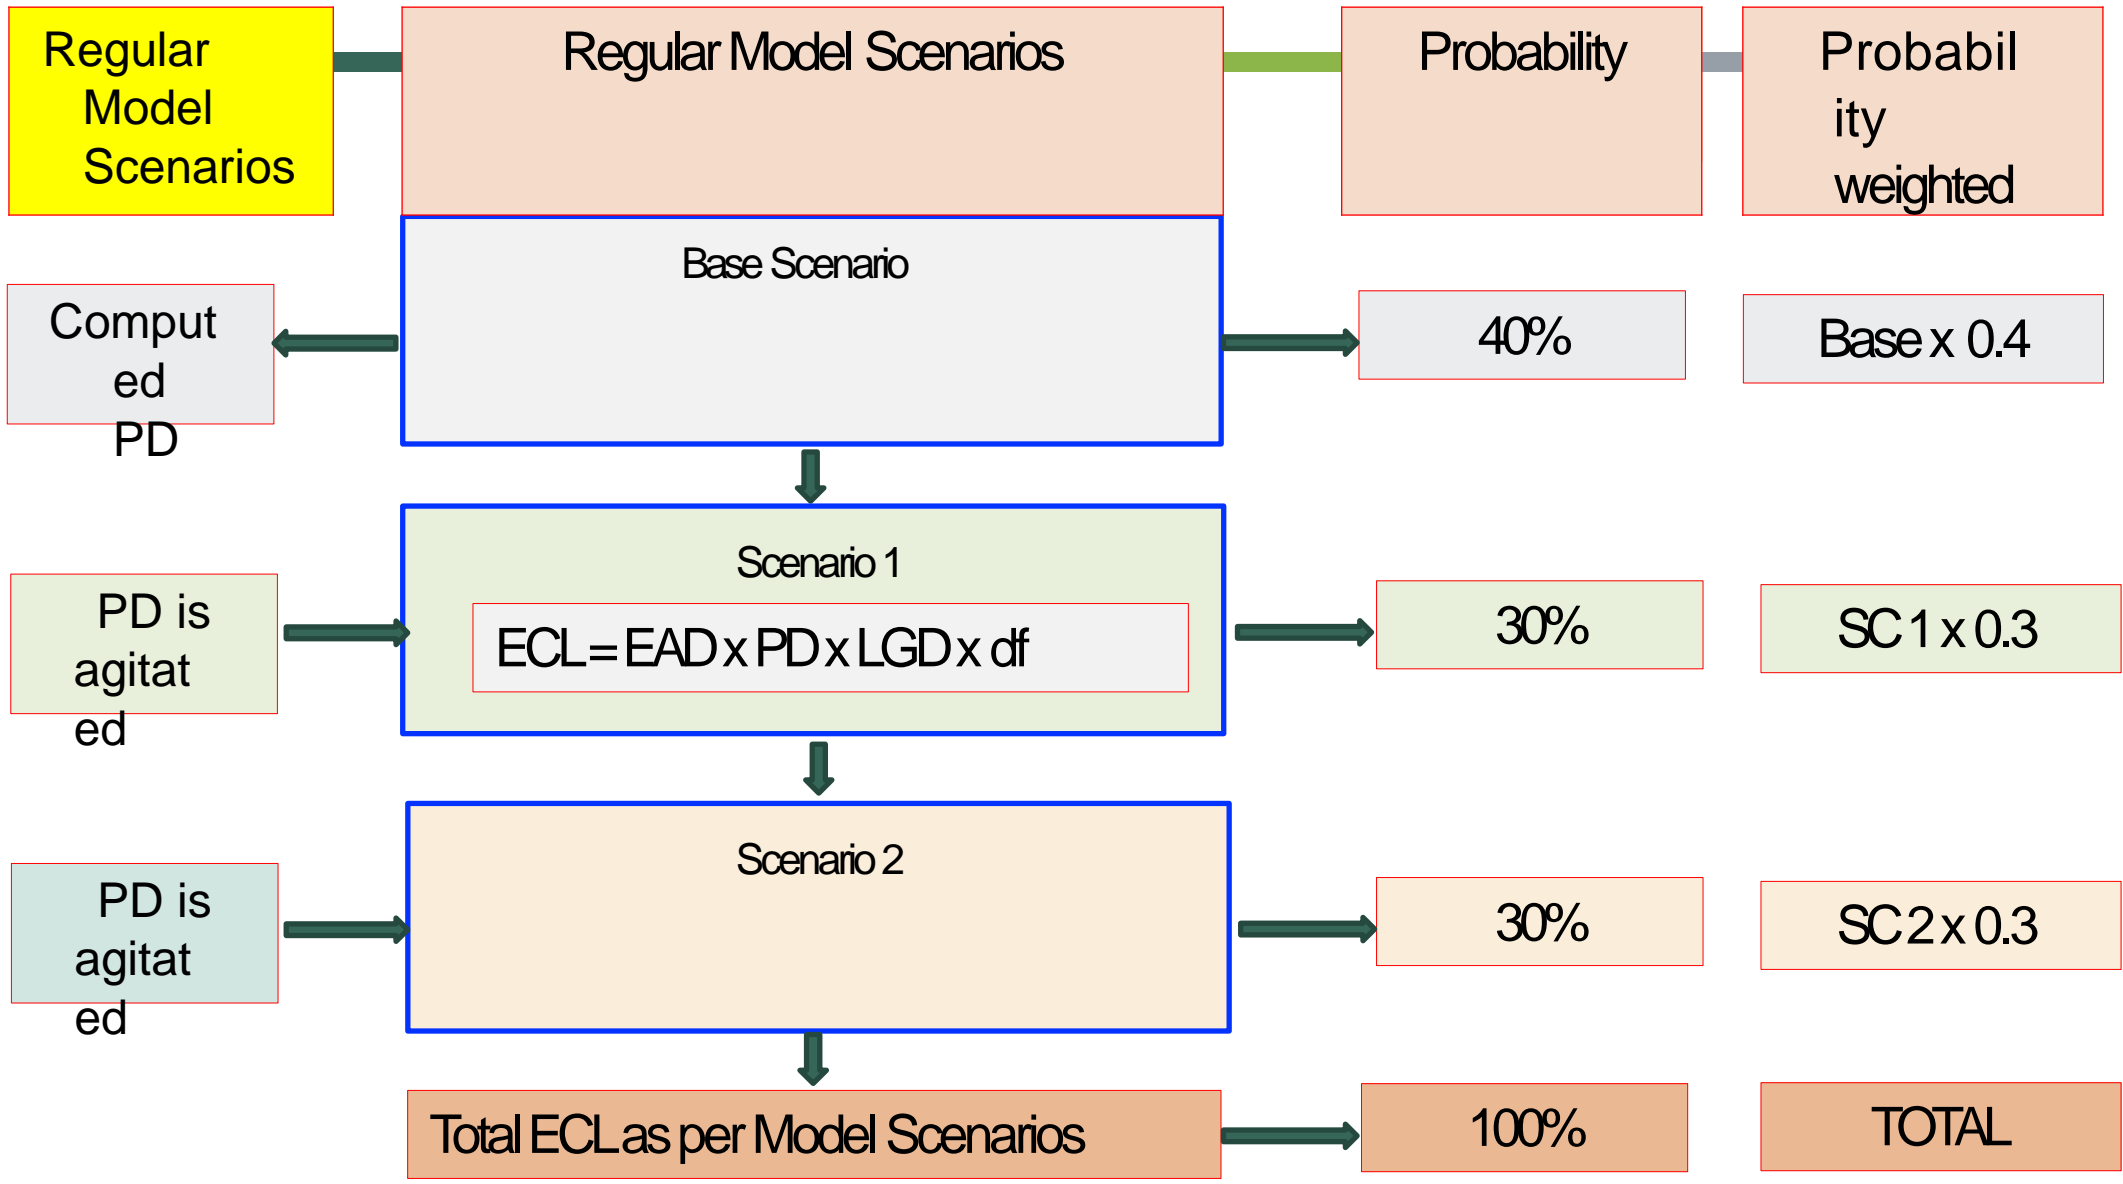 Regular
Model
Scenarios
Regular Model Scenarios
Probability
Probabil
ity
weighted
Base Scenario
Comput
ed
PD
40%
Base x 0.4
Scenario 1
PD is
agitat
ed
ECL = EAD x PD x LGD x df
30%
SC 1 x 0.3
Scenario 2
PD is
agitat
ed
30%
SC 2 x 0.3
Total ECL as per Model Scenarios
100%
TOTAL